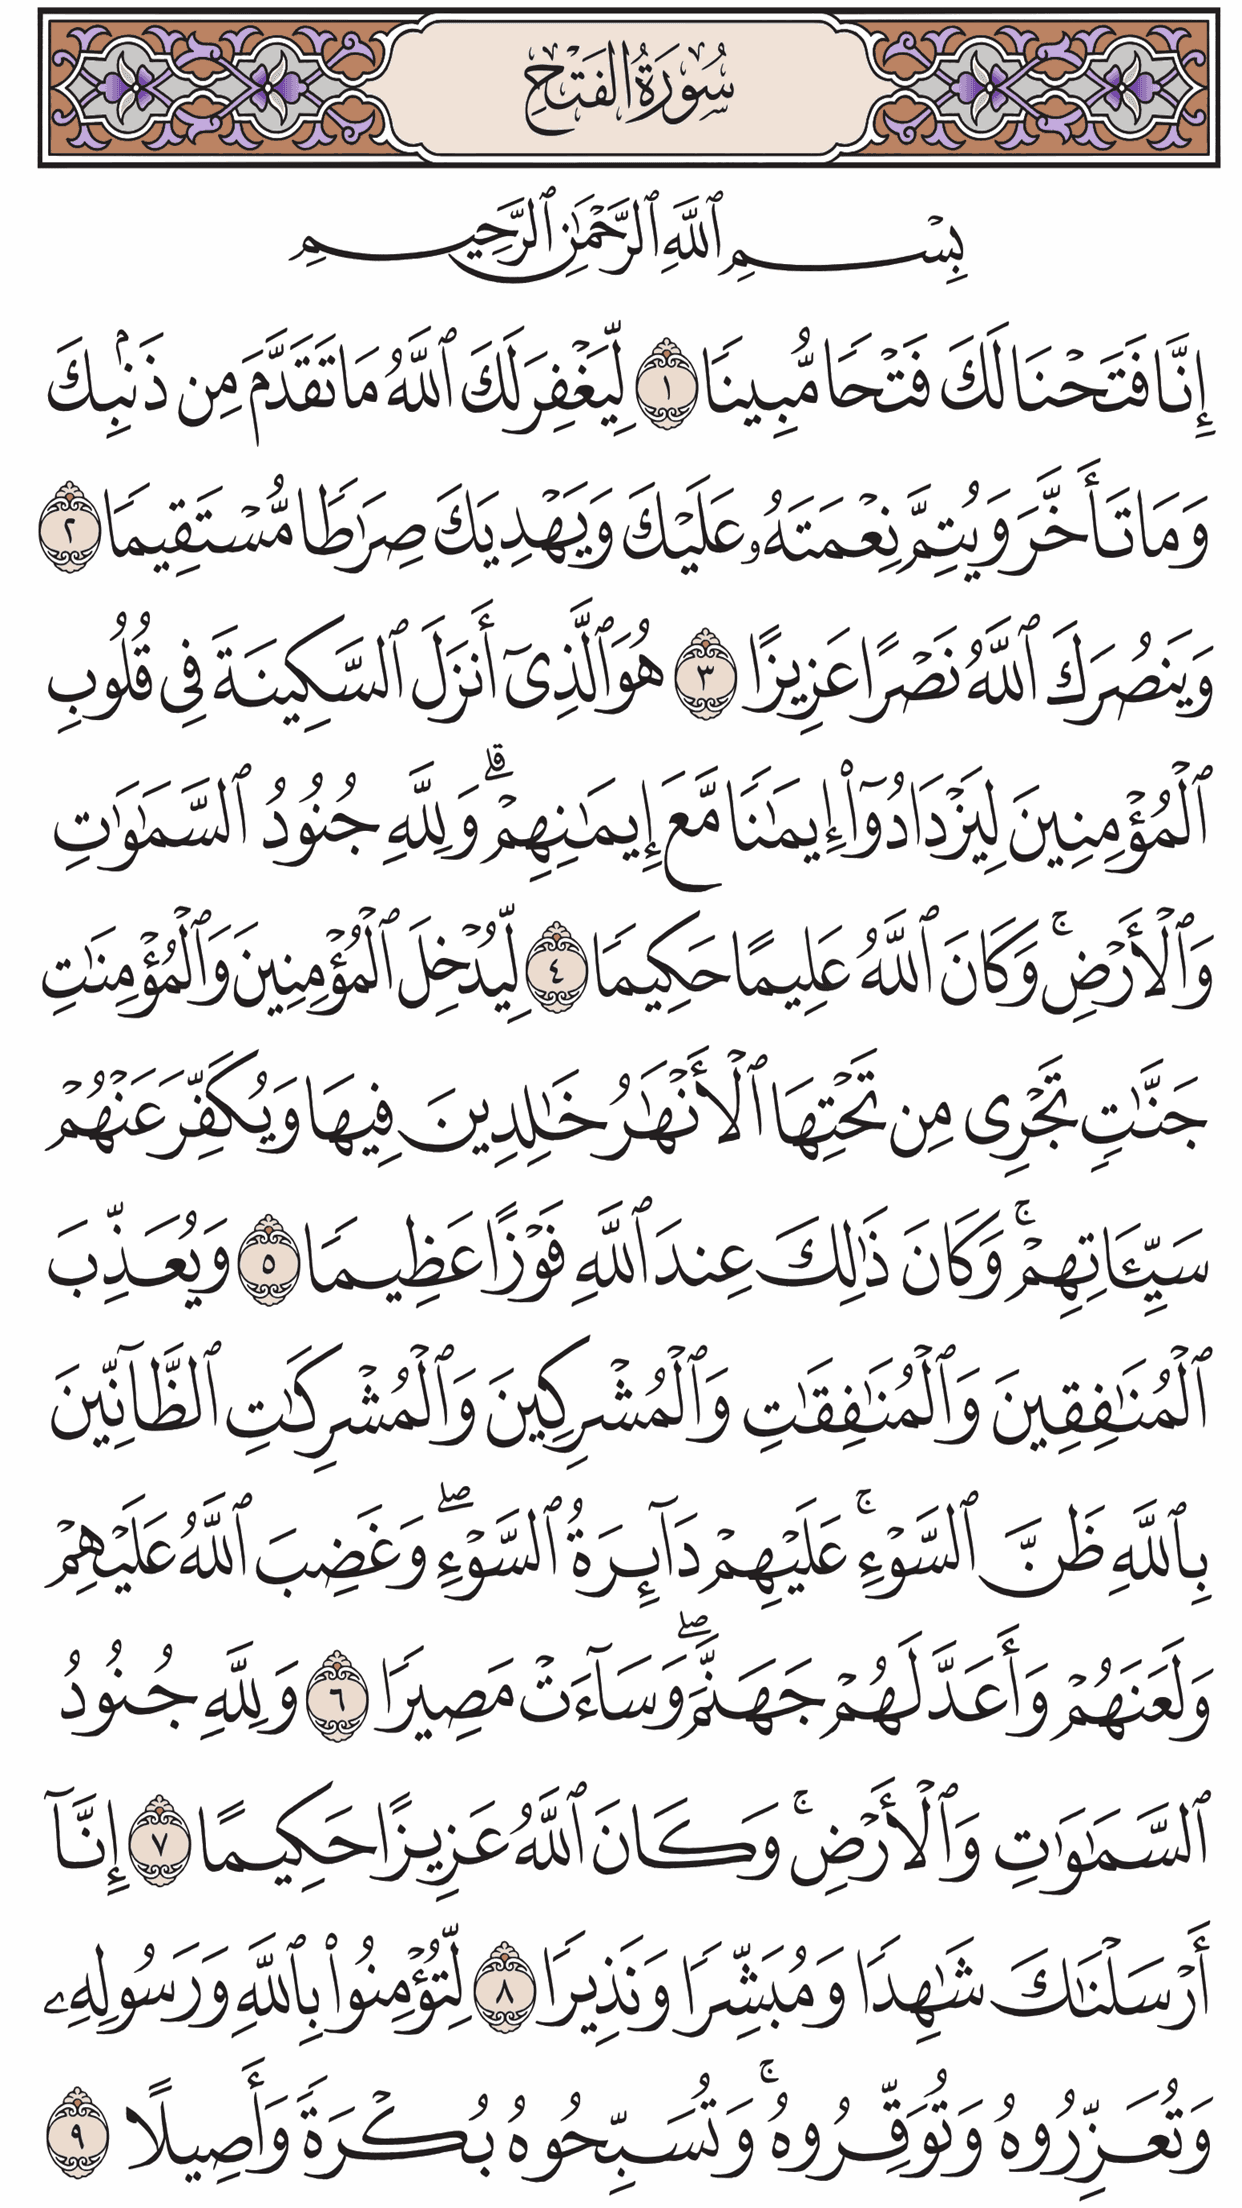 سُورَةُ الفَتْحِ
بِسْمِ ٱللَّهِ ٱلرَّحْمَٰنِ ٱلرَّحِيمِ
إِنَّا فَتَحْنَا لَكَ فَتْحًا مُّبِينًا ١ لِّيَغْفِرَ لَكَ ٱللَّهُ مَا تَقَدَّمَ مِن ذَنۢبِكَ
وَمَا تَأَخَّرَ وَيُتِمَّ نِعْمَتَهُۥ عَلَيْكَ وَيَهْدِيَكَ صِرَٰطًا مُّسْتَقِيمًا ٢
وَيَنصُرَكَ ٱللَّهُ نَصْرًا عَزِيزًا ٣ هُوَ ٱلَّذِىٓ أَنزَلَ ٱلسَّكِينَةَ فِى قُلُوبِ
ٱلْمُؤْمِنِينَ لِيَزْدَادُوٓا۟ إِيمَٰنًا مَّعَ إِيمَٰنِهِمْ ۗ وَلِلَّهِ جُنُودُ ٱلسَّمَٰوَٰتِ
وَٱلْأَرْضِ ۚ وَكَانَ ٱللَّهُ عَلِيمًا حَكِيمًا ٤ لِّيُدْخِلَ ٱلْمُؤْمِنِينَ وَٱلْمُؤْمِنَٰتِ
جَنَّٰتٍ تَجْرِى مِن تَحْتِهَا ٱلْأَنْهَٰرُ خَٰلِدِينَ فِيهَا وَيُكَفِّرَ عَنْهُمْ
سَيِّـَٔاتِهِمْ ۚ وَكَانَ ذَٰلِكَ عِندَ ٱللَّهِ فَوْزًا عَظِيمًا ٥ وَيُعَذِّبَ
ٱلْمُنَٰفِقِينَ وَٱلْمُنَٰفِقَٰتِ وَٱلْمُشْرِكِينَ وَٱلْمُشْرِكَٰتِ ٱلظَّآنِّينَ
بِٱللَّهِ ظَنَّ ٱلسَّوْءِ ۚ عَلَيْهِمْ دَآئِرَةُ ٱلسَّوْءِ ۖ وَغَضِبَ ٱللَّهُ عَلَيْهِمْ
وَلَعَنَهُمْ وَأَعَدَّ لَهُمْ جَهَنَّمَ ۖ وَسَآءَتْ مَصِيرًا ٦ وَلِلَّهِ جُنُودُ
ٱلسَّمَٰوَٰتِ وَٱلْأَرْضِ ۚ وَكَانَ ٱللَّهُ عَزِيزًا حَكِيمًا ٧ إِنَّآ
أَرْسَلْنَٰكَ شَٰهِدًا وَمُبَشِّرًا وَنَذِيرًا ٨ لِّتُؤْمِنُوا۟ بِٱللَّهِ وَرَسُولِهِۦ
وَتُعَزِّرُوهُ وَتُوَقِّرُوهُ ۚ وَتُسَبِّحُوهُ بُكْرَةً وَأَصِيلًا ٩